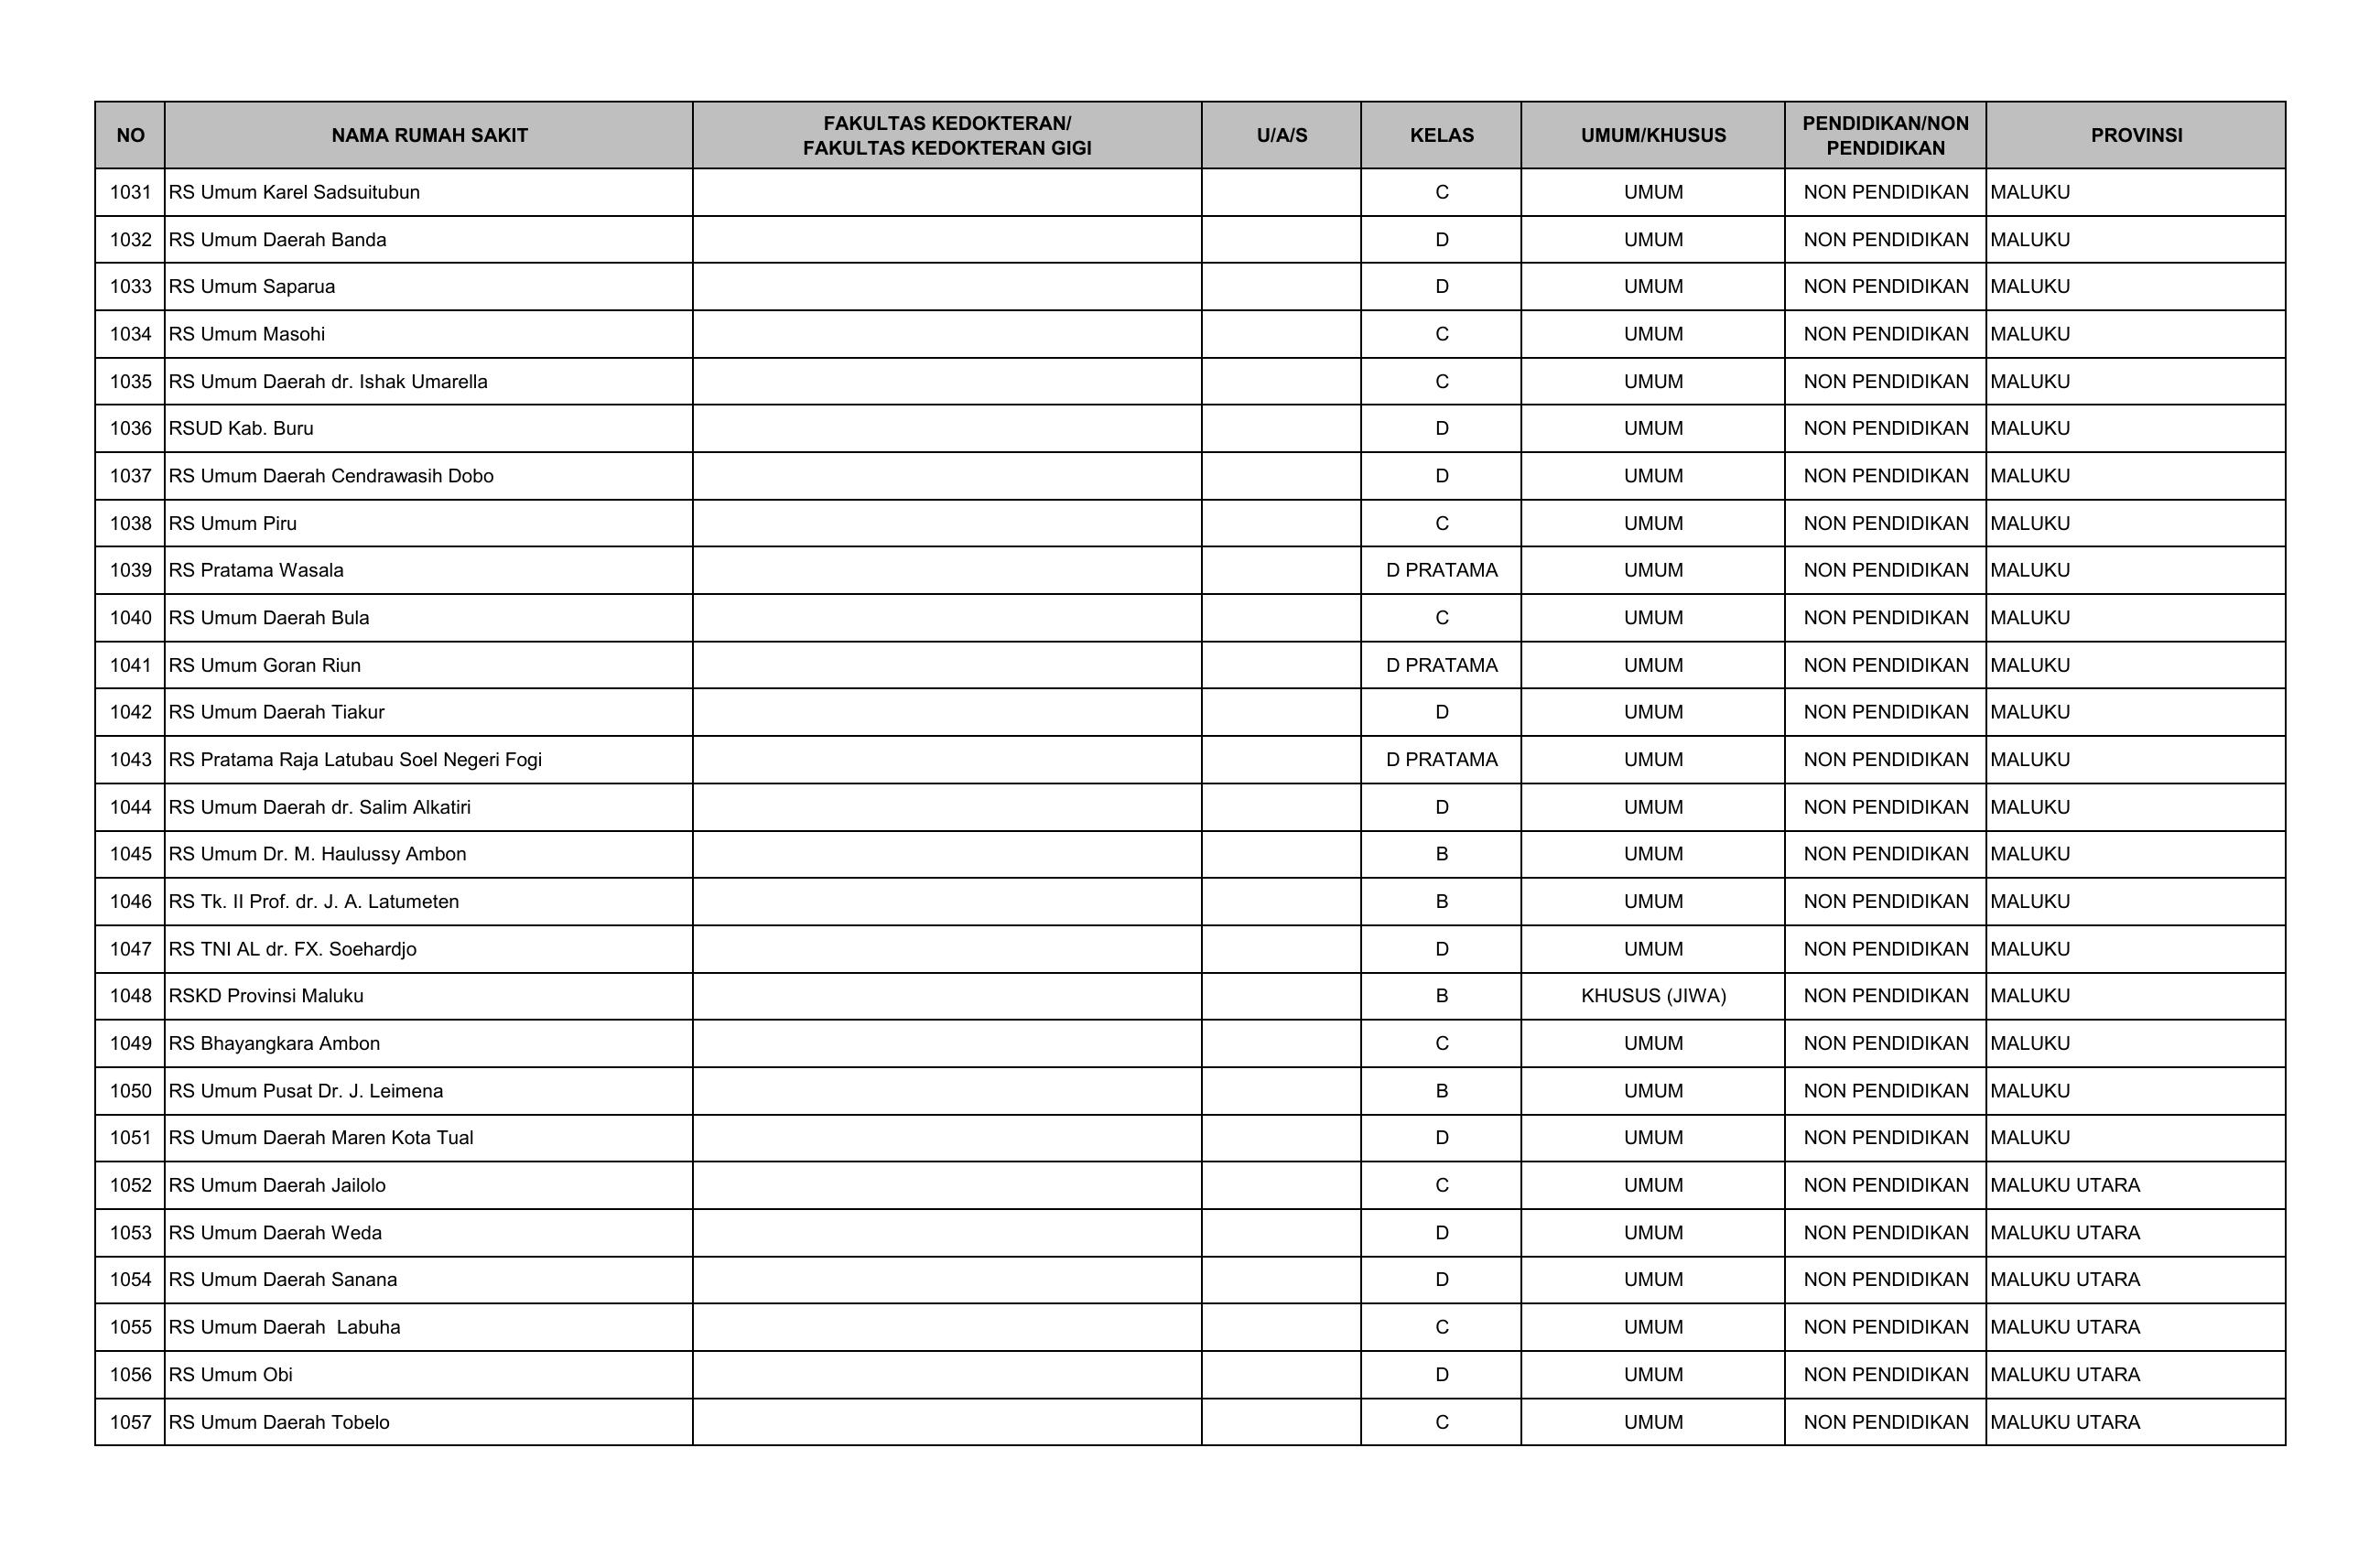 NO NAMA RUMAH SAKIT FAKULTAS KEDOKTERAN/ FAKULTAS KEDOKTERAN GIGI U/A/S KELAS UMUM/KHUSUS PENDIDIKAN/NON PENDIDIKAN PROVINSI
1031 RS Umum Karel Sadsuitubun C UMUM NON PENDIDIKAN MALUKU
1032 RS Umum Daerah Banda D UMUM NON PENDIDIKAN MALUKU
1033 RS Umum Saparua D UMUM NON PENDIDIKAN MALUKU
1034 RS Umum Masohi C UMUM NON PENDIDIKAN MALUKU
1035 RS Umum Daerah dr. Ishak Umarella C UMUM NON PENDIDIKAN MALUKU
1036 RSUD Kab. Buru D UMUM NON PENDIDIKAN MALUKU
1037 RS Umum Daerah Cendrawasih Dobo D UMUM NON PENDIDIKAN MALUKU
1038 RS Umum Piru C UMUM NON PENDIDIKAN MALUKU
1039 RS Pratama Wasala D PRATAMA UMUM NON PENDIDIKAN MALUKU
1040 RS Umum Daerah Bula C UMUM NON PENDIDIKAN MALUKU
1041 RS Umum Goran Riun D PRATAMA UMUM NON PENDIDIKAN MALUKU
1042 RS Umum Daerah Tiakur D UMUM NON PENDIDIKAN MALUKU
1043 RS Pratama Raja Latubau Soel Negeri Fogi D PRATAMA UMUM NON PENDIDIKAN MALUKU
1044 RS Umum Daerah dr. Salim Alkatiri D UMUM NON PENDIDIKAN MALUKU
1045 RS Umum Dr. M. Haulussy Ambon B UMUM NON PENDIDIKAN MALUKU
1046 RS Tk. II Prof. dr. J. A. Latumeten B UMUM NON PENDIDIKAN MALUKU
1047 RS TNI AL dr. FX. Soehardjo D UMUM NON PENDIDIKAN MALUKU
1048 RSKD Provinsi Maluku B KHUSUS (JIWA) NON PENDIDIKAN MALUKU
1049 RS Bhayangkara Ambon C UMUM NON PENDIDIKAN MALUKU
1050 RS Umum Pusat Dr. J. Leimena B UMUM NON PENDIDIKAN MALUKU
1051 RS Umum Daerah Maren Kota Tual D UMUM NON PENDIDIKAN MALUKU
1052 RS Umum Daerah Jailolo C UMUM NON PENDIDIKAN MALUKU UTARA
1053 RS Umum Daerah Weda D UMUM NON PENDIDIKAN MALUKU UTARA
1054 RS Umum Daerah Sanana D UMUM NON PENDIDIKAN MALUKU UTARA
1055 RS Umum Daerah  Labuha C UMUM NON PENDIDIKAN MALUKU UTARA
1056 RS Umum Obi D UMUM NON PENDIDIKAN MALUKU UTARA
1057 RS Umum Daerah Tobelo C UMUM NON PENDIDIKAN MALUKU UTARA